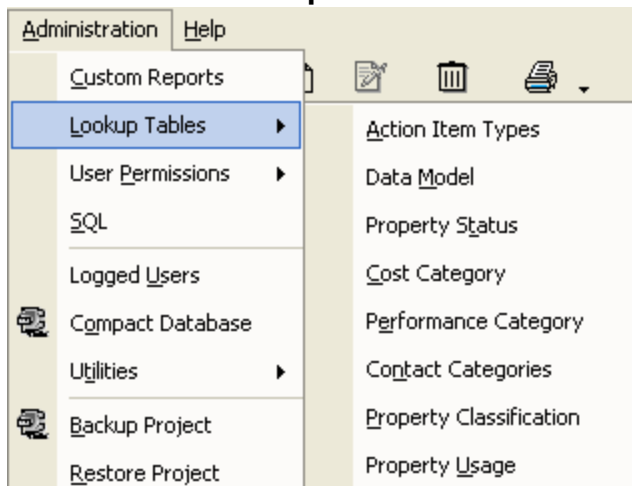 Administration Help
Custom Reports
Lookup Tables
User Permissions
SQL
Logged Users
Compact Database
Utilities
Backup Project
Restore Project
Action Item Types
Data Model
Property Status
Cost Category
Performance Category
Contact Categories
Property Classification
Property Usage